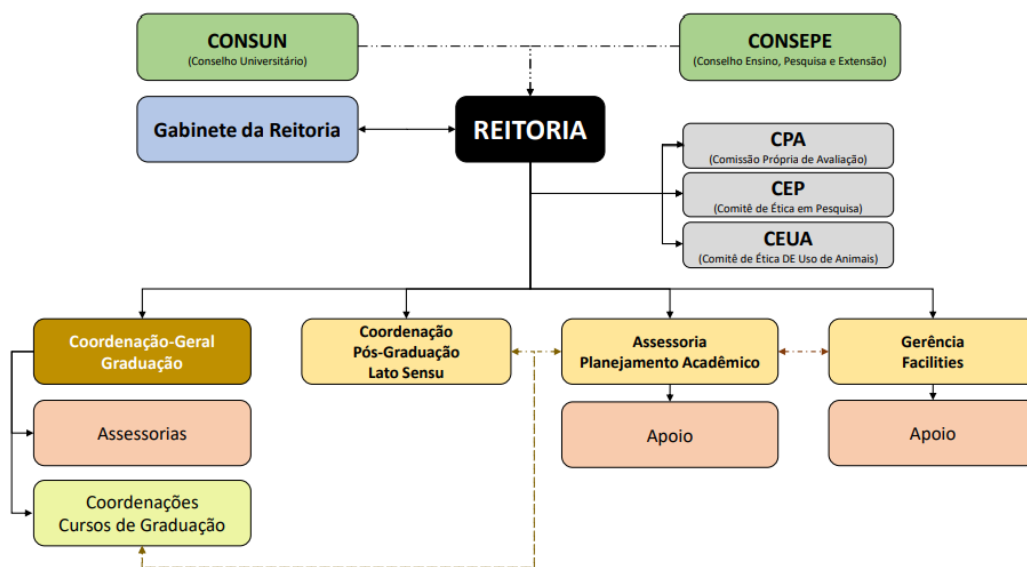 CONSUN
(Conselho Universitário)
CONSEPE
(Conselho Ensino, Pesquisa e Extensão)
Gabinete da Reitoria
REITORIA
CPA
(Comissão Própria de Avaliação)
CEP
(Comitê de Ética em Pesquisa)
CEUA
(Comitê de Ética DE Uso de Animais)
Coordenação-Geral
Graduação
Coordenação
Pós-Graduação
Lato Sensu
Assessoria
Planejamento Acadêmico
Gerência
Facilities
Assessorias
Apoio
Apoio
Coordenações
Cursos de Graduação